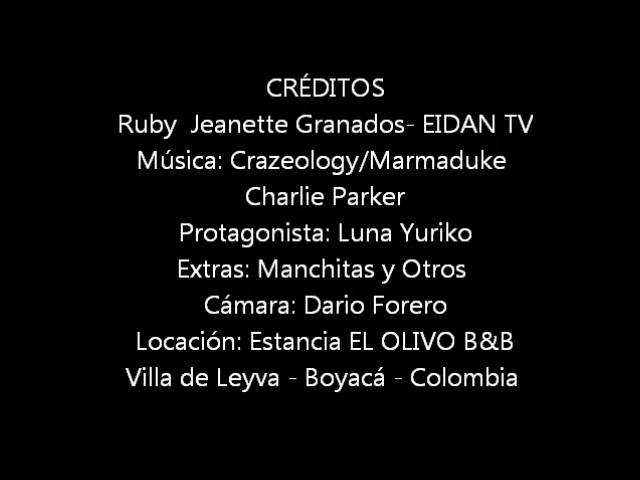 CRÉDITOS
Ruby  Jeanette Granados- EIDAN TV
Música: Crazeology/Marmaduke
Charlie Parker
Protagonista: Luna Yuriko
Extras: Manchitas y Otros
Cámara: Dario Forero
Locación: Estancia EL OLIVO B&B
Villa de Leyva - Boyacá - Colombia